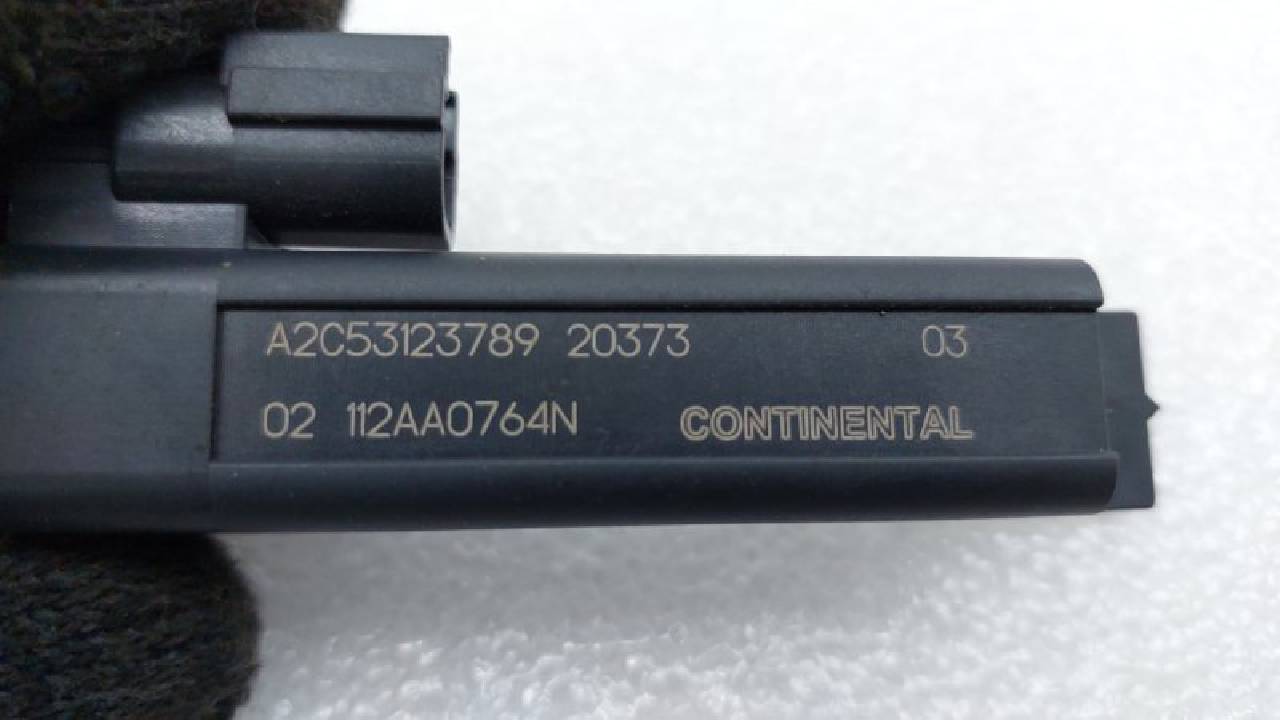 A2C53123789 20373 03
02 112AA0764N CONTINENTAL